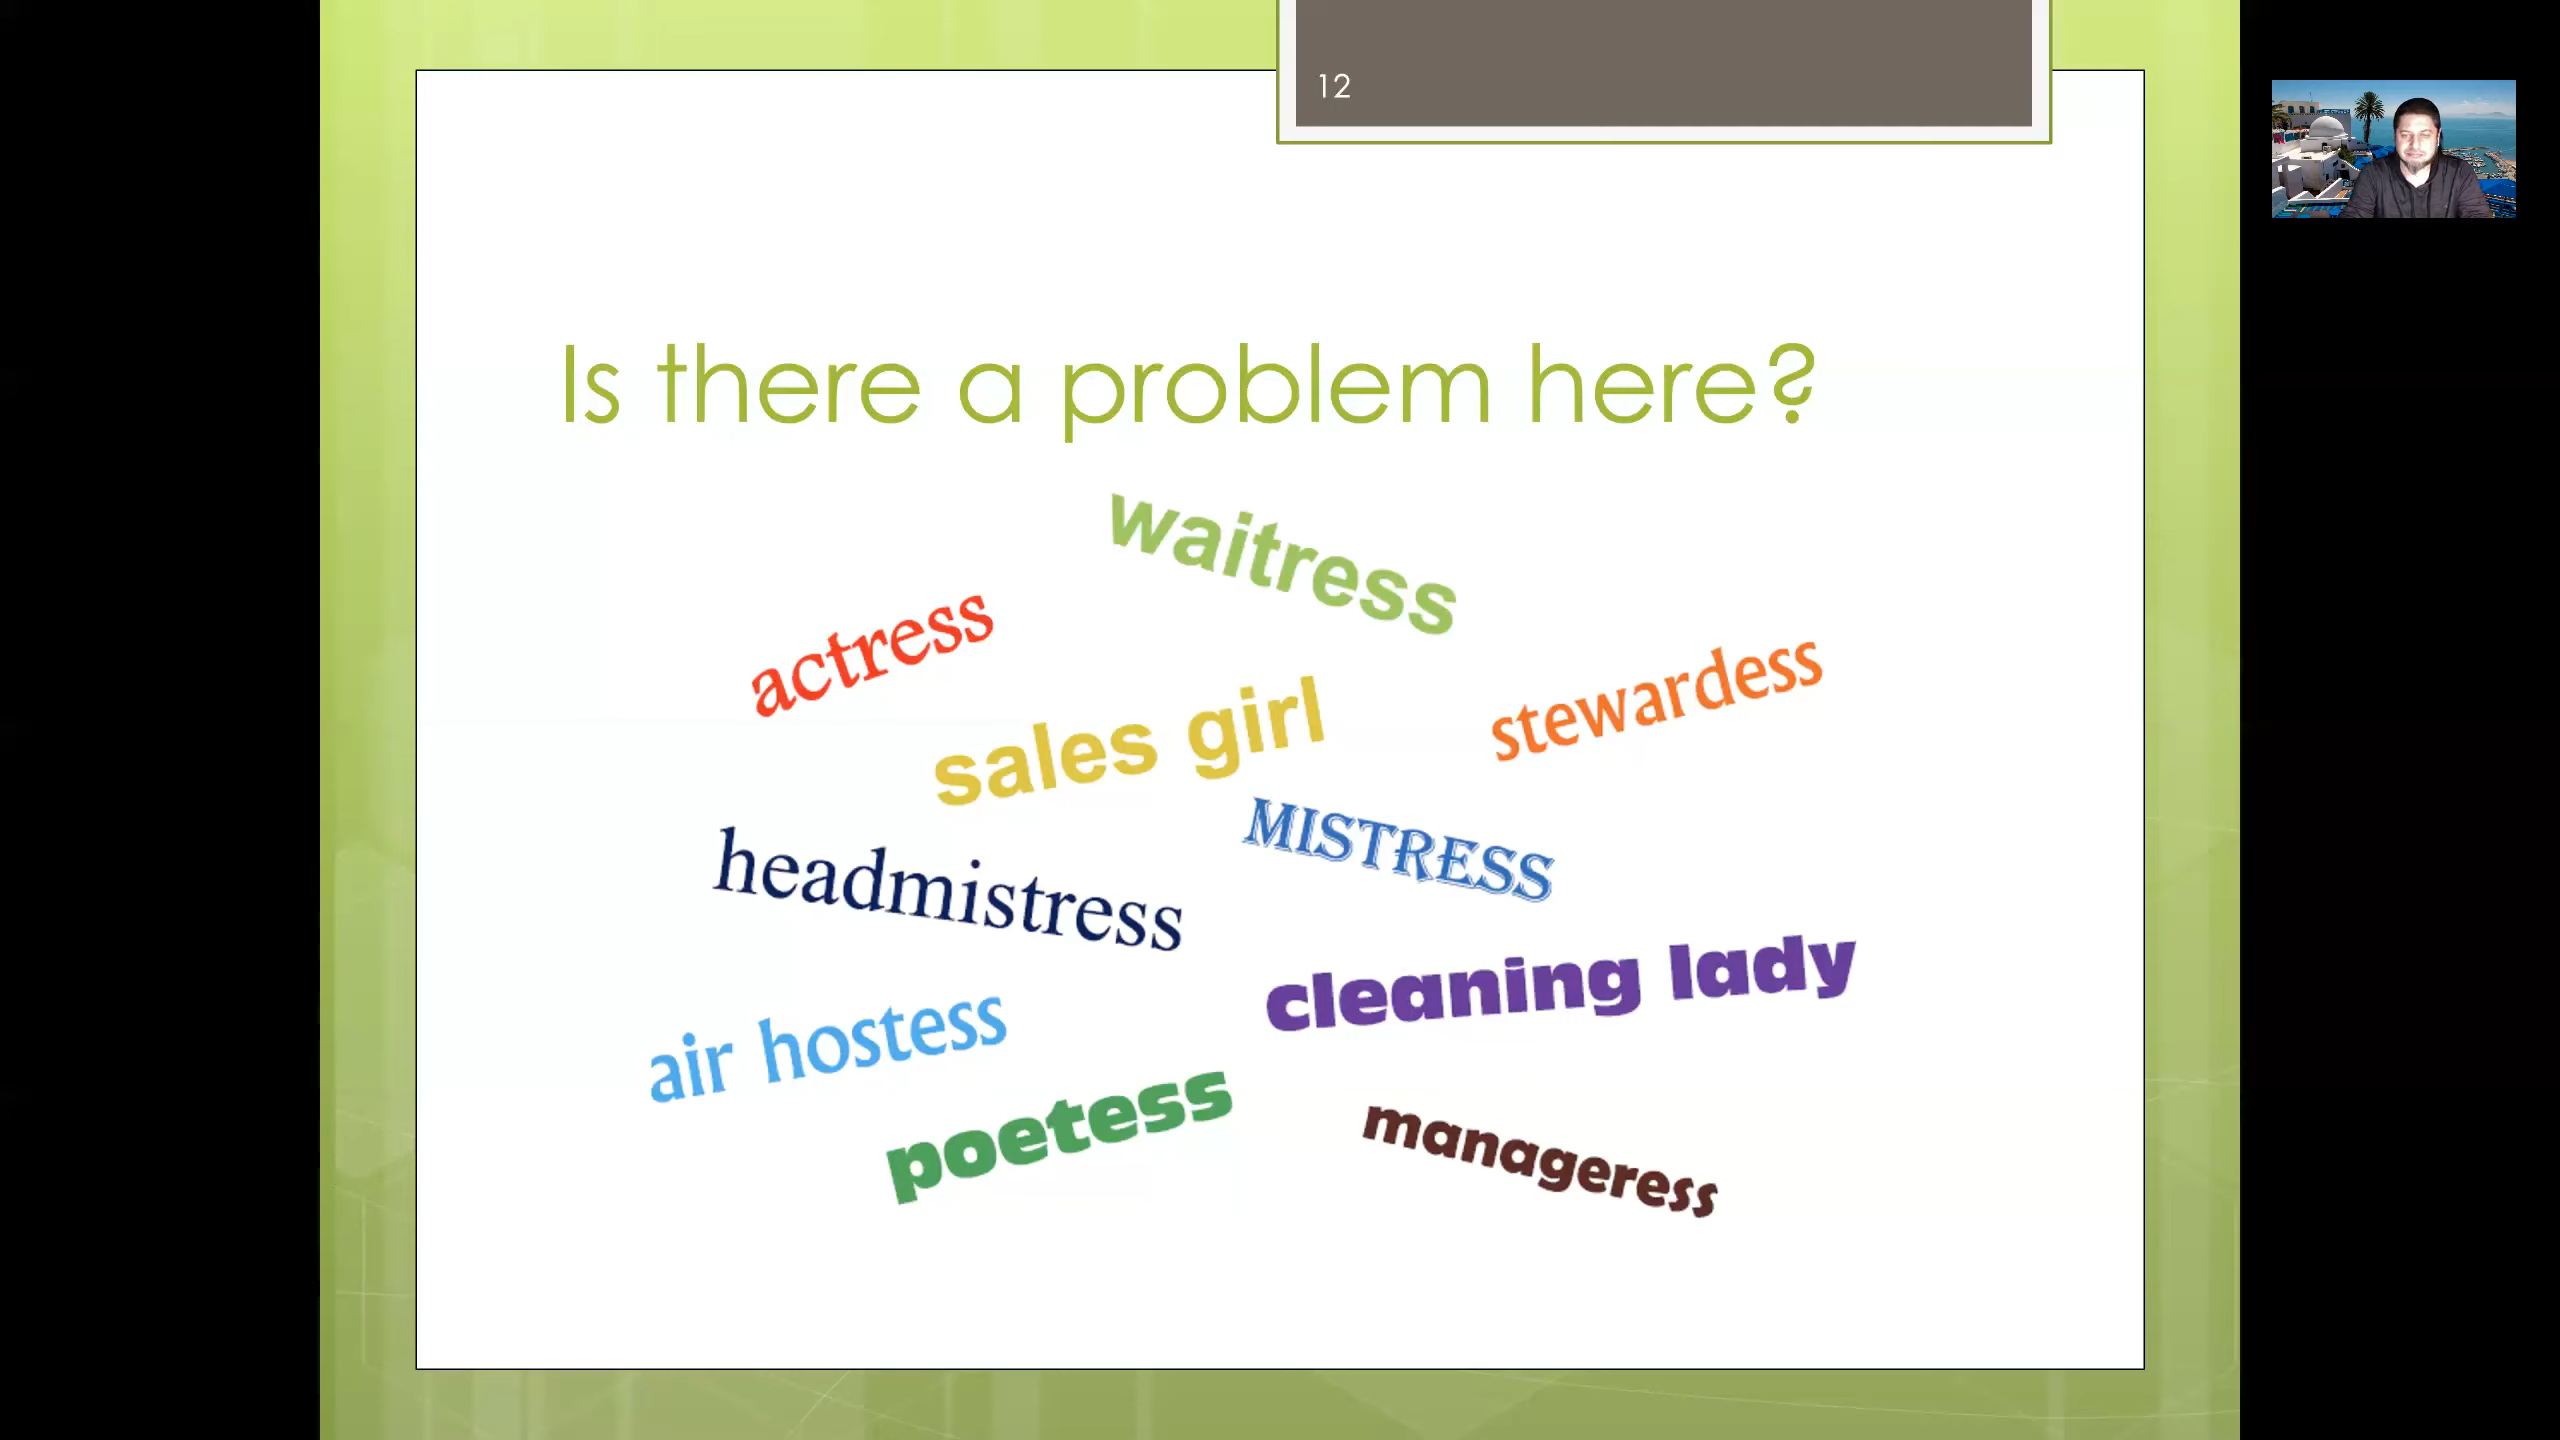 12
Is there a problem here?
waitress
actress
stewardess
sales girl
MISTRESS
headmistress
cleaning lady
air hostess
poetess
manageress